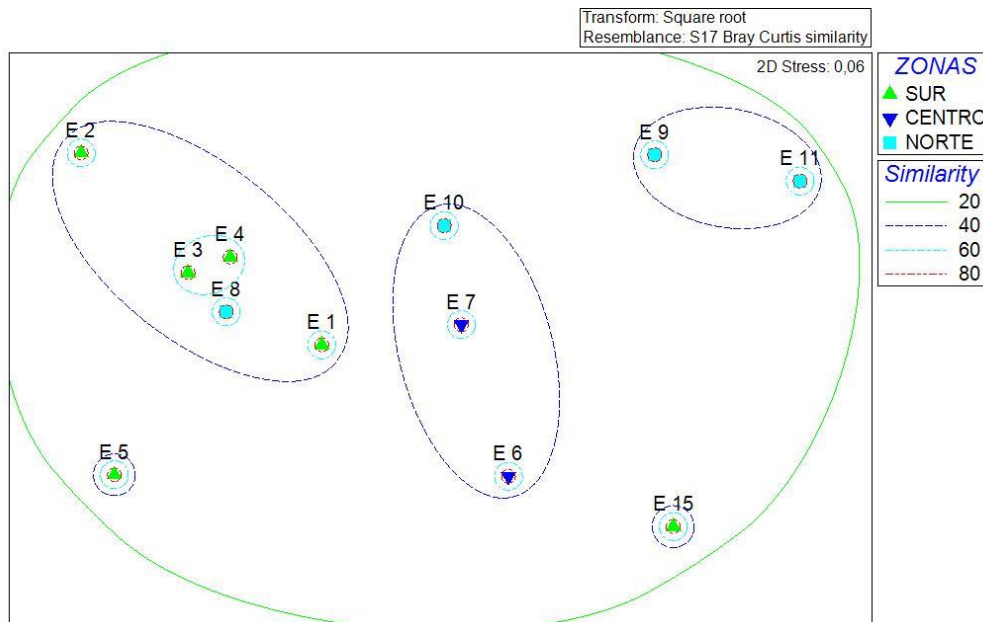 Transform: Square root
Resemblance: S17 Bray Curtis similarity
2D Stress: 0,06
ZONAS
SUR
CENTRO
NORTE
Similarity
20
40
60
80
E 2
E 9
E 11
E 10
E 4
E 3
E 8
E 7
E 1
E 5
E 6
E 15